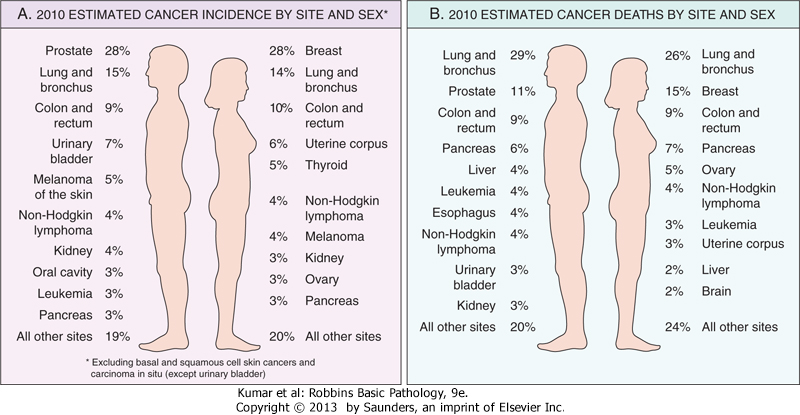 A. 2010 ESTIMATED CANCER INCIDENCE BY SITE AND SEX*
Prostate 28%
Lung and
bronchus 15%
Colon and
rectum 9%
Urinary
bladder 7%
Melanoma
of the skin 5%
Non-Hodgkin
lymphoma 4%
Kidney 4%
Oral cavity 3%
Leukemia 3%
Pancreas 3%
All other sites 19%
28% Breast
14% Lung and
bronchus
10% Colon and
rectum
6% Uterine corpus
5% Thyroid
4% Non-Hodgkin
lymphoma
4% Melanoma
3% Kidney
3% Ovary
3% Pancreas
20% All other sites
* Excluding basal and squamous cell skin cancers and
carcinoma in situ (except urinary bladder)
B. 2010 ESTIMATED CANCER DEATHS BY SITE AND SEX
Lung and 29%
bronchus
Prostate 11%
Colon and
rectum 9%
Pancreas 6%
Liver 4%
Leukemia 4%
Esophagus 4%
Non-Hodgkin 4%
lymphoma
Urinary 3%
bladder
Kidney 3%
All other sites 20%
26% Lung and
bronchus
15% Breast
9% Colon and
rectum
7% Pancreas
5% Ovary
4% Non-Hodgkin
lymphoma
3% Leukemia
3% Uterine corpus
2% Liver
2% Brain
24% All other sites
Kumar et al: Robbins Basic Pathology, 9e.
Copyright © 2013 by Saunders, an imprint of Elsevier Inc.